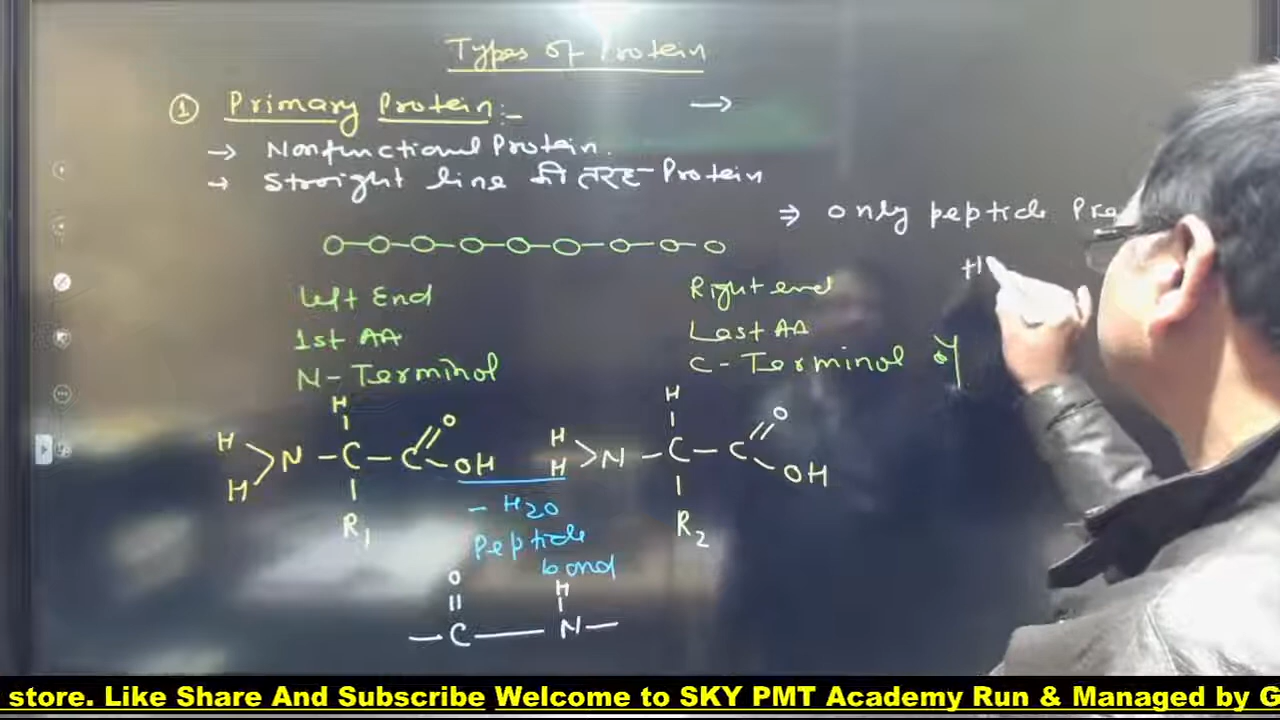 Types of Protein
① Primary Protein :-
→
→ Nonfunctional Protein.
→ Straight line की तरह Protein
⇒ only peptide Pre
H
Left End
Right end
1st AA
Last AA
N-Terminal
C-Terminal
H
H
H N - C - C O OH
H
R1
H
H
H N - C - C O OH
R2
- H2O
Peptide
bond
O
H
- C - N -
store. Like Share And Subscribe Welcome to SKY PMT Academy Run & Managed by G